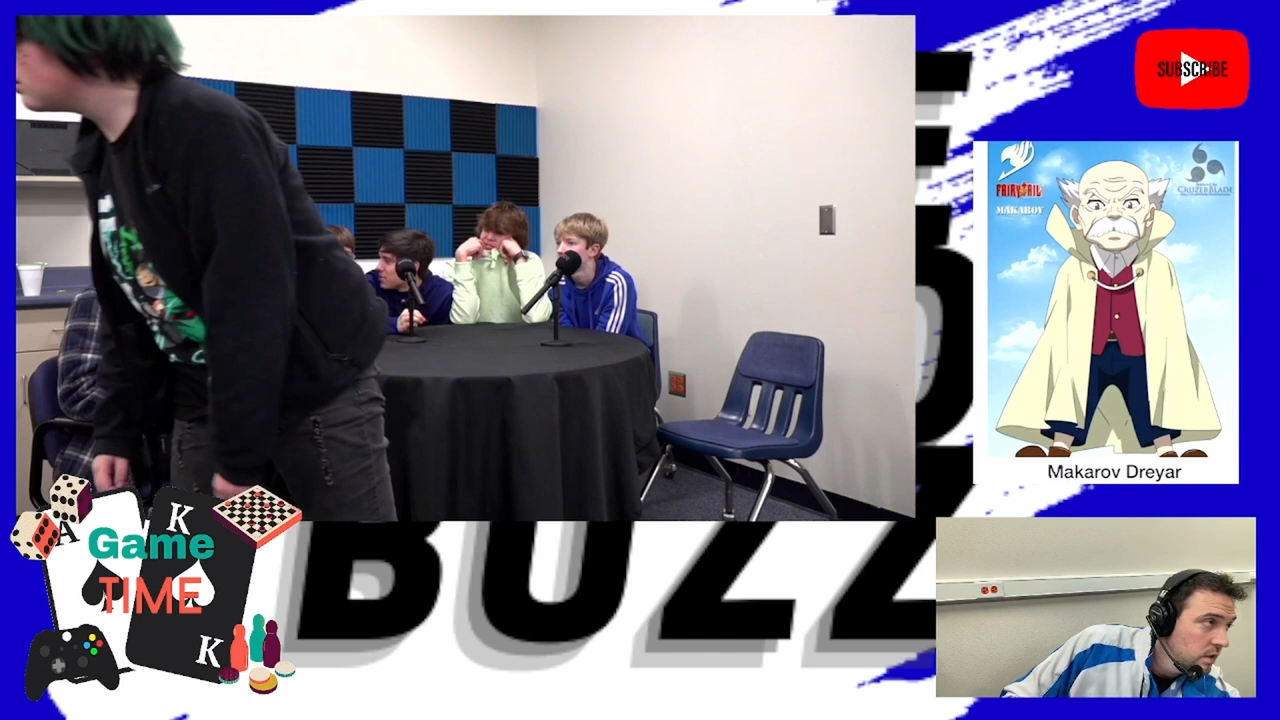 SUBSCRIBE
FAIRY TAIL
MAKAROV
CRUZERBLADE
Makarov Dreyar
A
K
Game
TIME
K
BUZZ